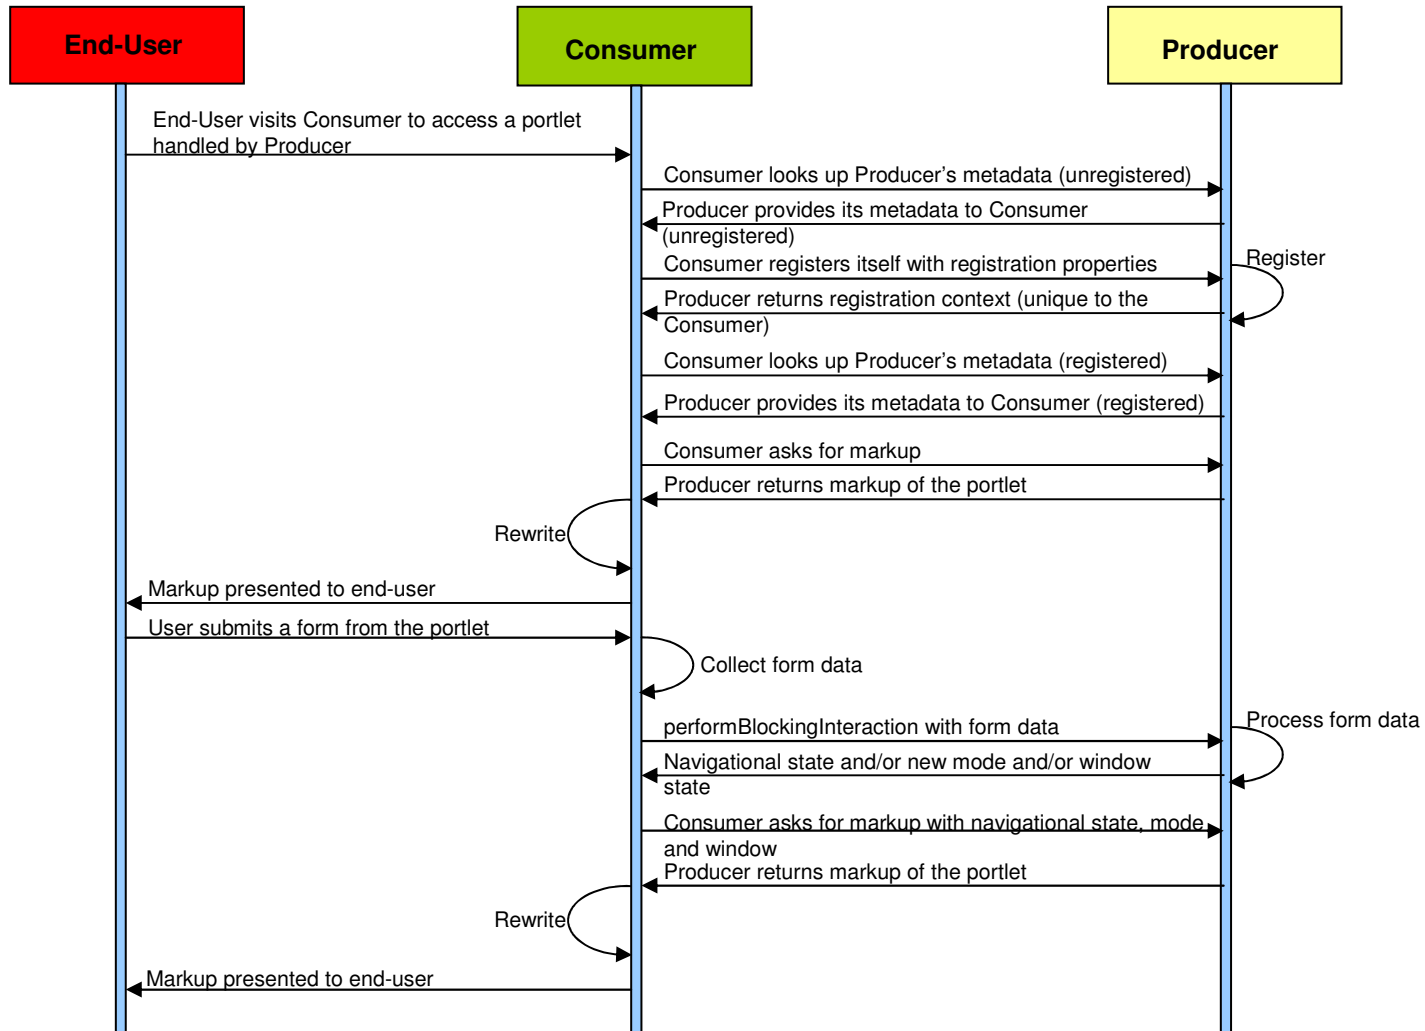 End-User
Consumer
Producer
End-User visits Consumer to access a portlet
handled by Producer
Consumer looks up Producer’s metadata (unregistered)
Producer provides its metadata to Consumer
(unregistered)
Register
Consumer registers itself with registration properties
Producer returns registration context (unique to the
Consumer)
Consumer looks up Producer’s metadata (registered)
Producer provides its metadata to Consumer (registered)
Consumer asks for markup
Producer returns markup of the portlet
Rewrite
Markup presented to end-user
User submits a form from the portlet
Collect form data
Process form data
performBlockingInteraction with form data
Navigational state and/or new mode and/or window
state
Consumer asks for markup with navigational state, mode
and window
Producer returns markup of the portlet
Rewrite
Markup presented to end-user